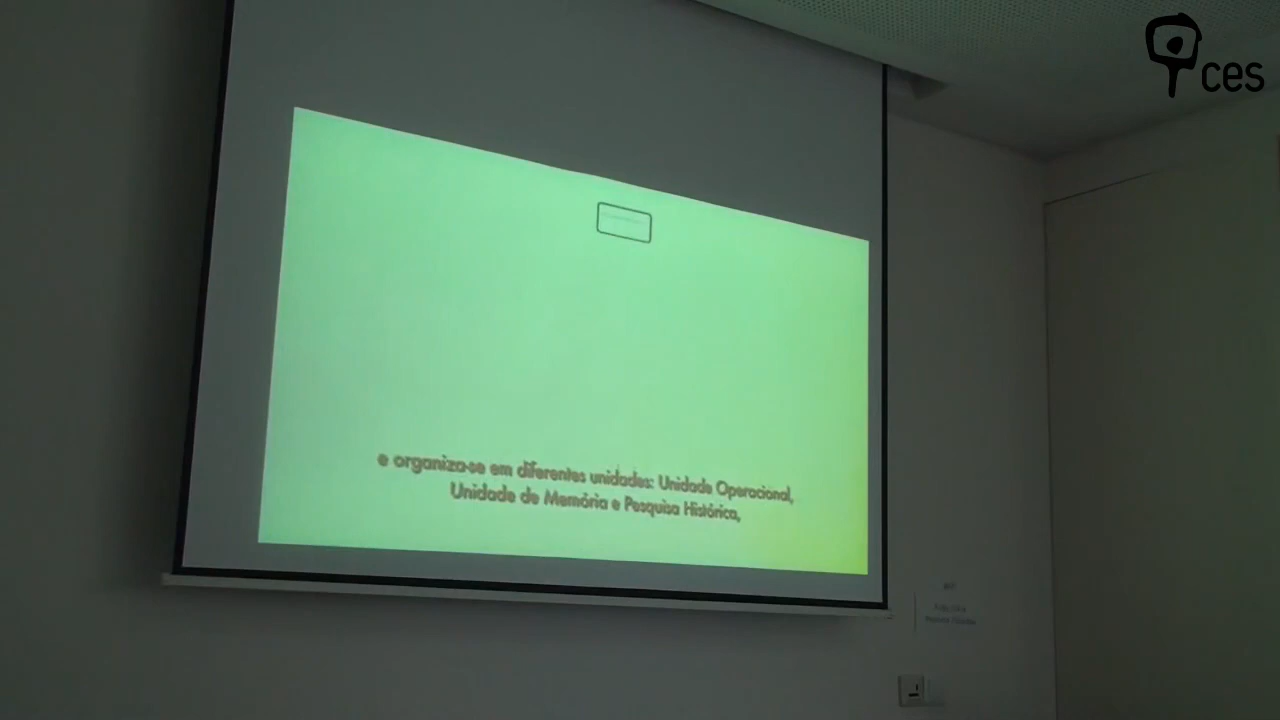 ces
e organiza-se em diferentes unidades: Unidade Operacional,
Unidade de Memória e Pesquisa Histórica,